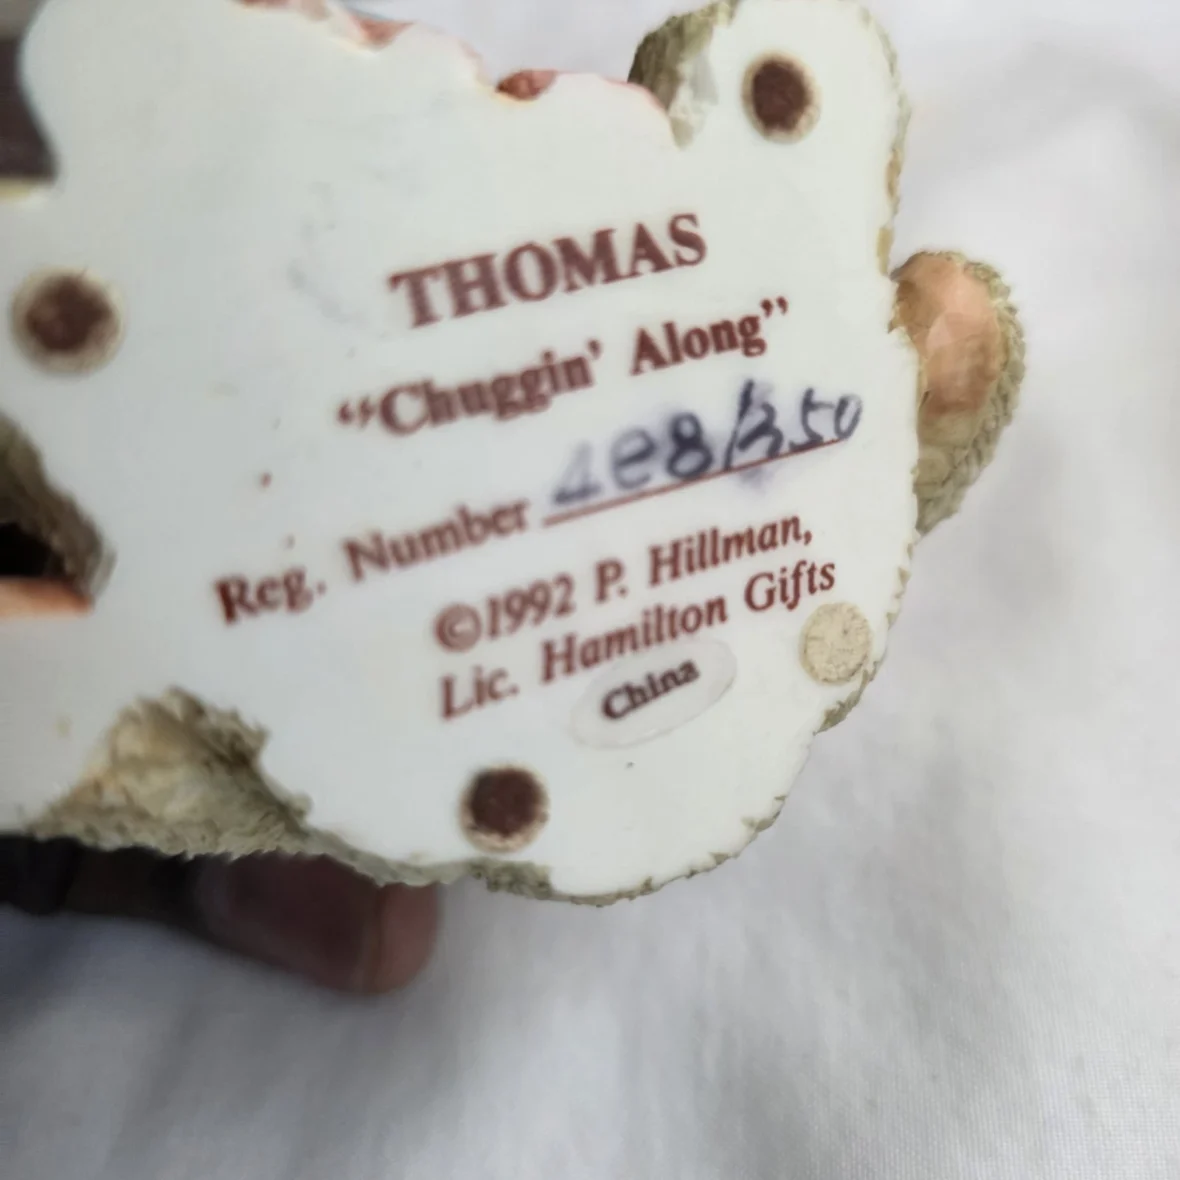 THOMAS
“Chuggin’ Along”
Reg. Number 4e8/350
©1992 P. Hillman,
Lic. Hamilton Gifts
China